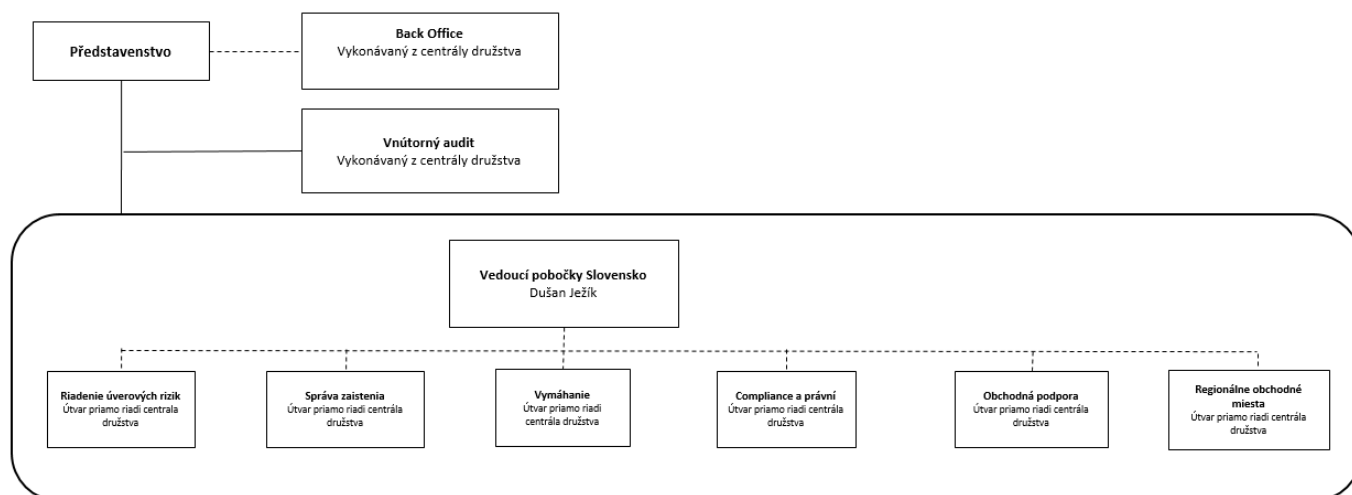 Představenstvo
Back Office
Vykonávaný z centrály družstva
Vnútorný audit
Vykonávaný z centrály družstva
Vedoucí pobočky Slovensko
Dušan Ježík
Riadenie úverových rizik
Útvar priamo riadi centrala
družstva
Správa zaistenia
Útvar priamo riadi centrála
družstva
Vymáhanie
Útvar priamo riadi
centrála družstva
Compliance a právní
Útvar priamo riadi centrála
družstva
Obchodná podpora
Útvar priamo riadi centrála
družstva
Regionálne obchodné
miesta
Útvar priamo riadi centrála
družstva